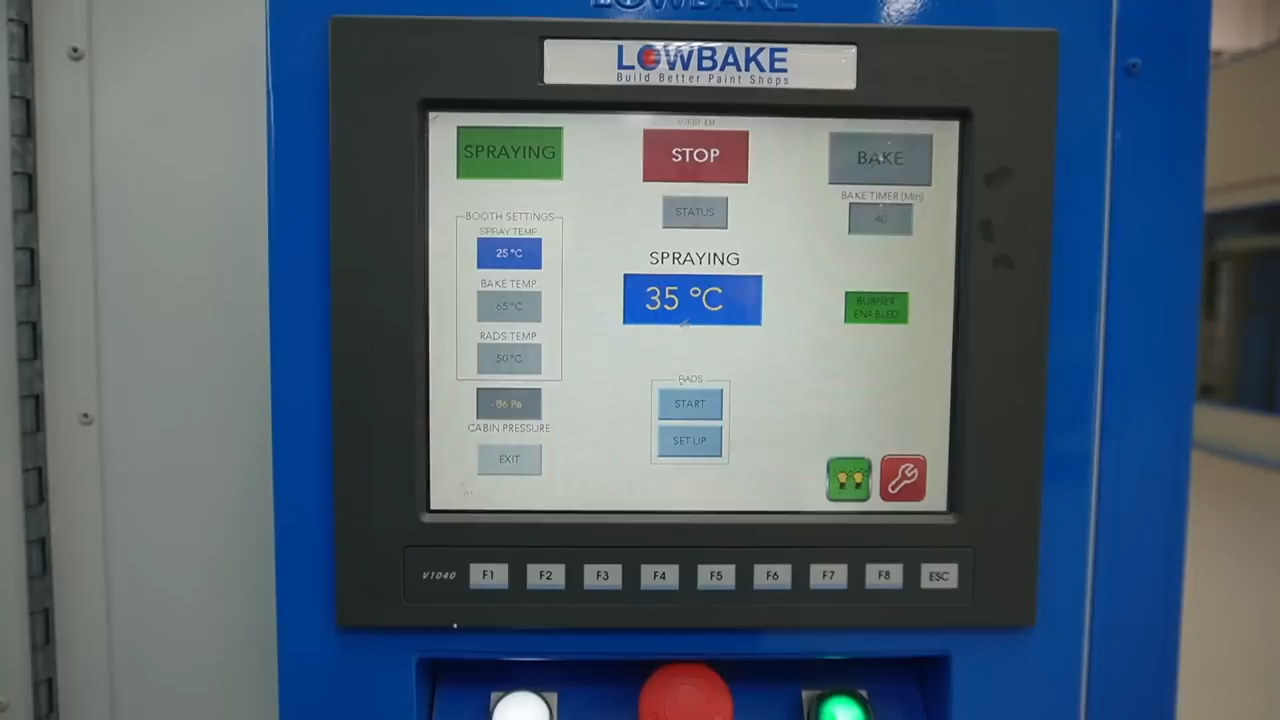 LOWBAKE
LOWBAKE
Build Better Paint Shops
SPRAYING
STOP
BAKE
STATUS
BAKE TIMER (Min)
40
BOOTH SETTINGS
SPRAY TEMP
25 °C
BAKE TEMP.
65 °C
RADS TEMP
50 °C
SPRAYING
35 °C
BURNER
ENABLED
CABIN PRESSURE
EXIT
RADS
START
SET UP
V1040
F1 F2 F3 F4 F5 F6 F7 F8 ESC